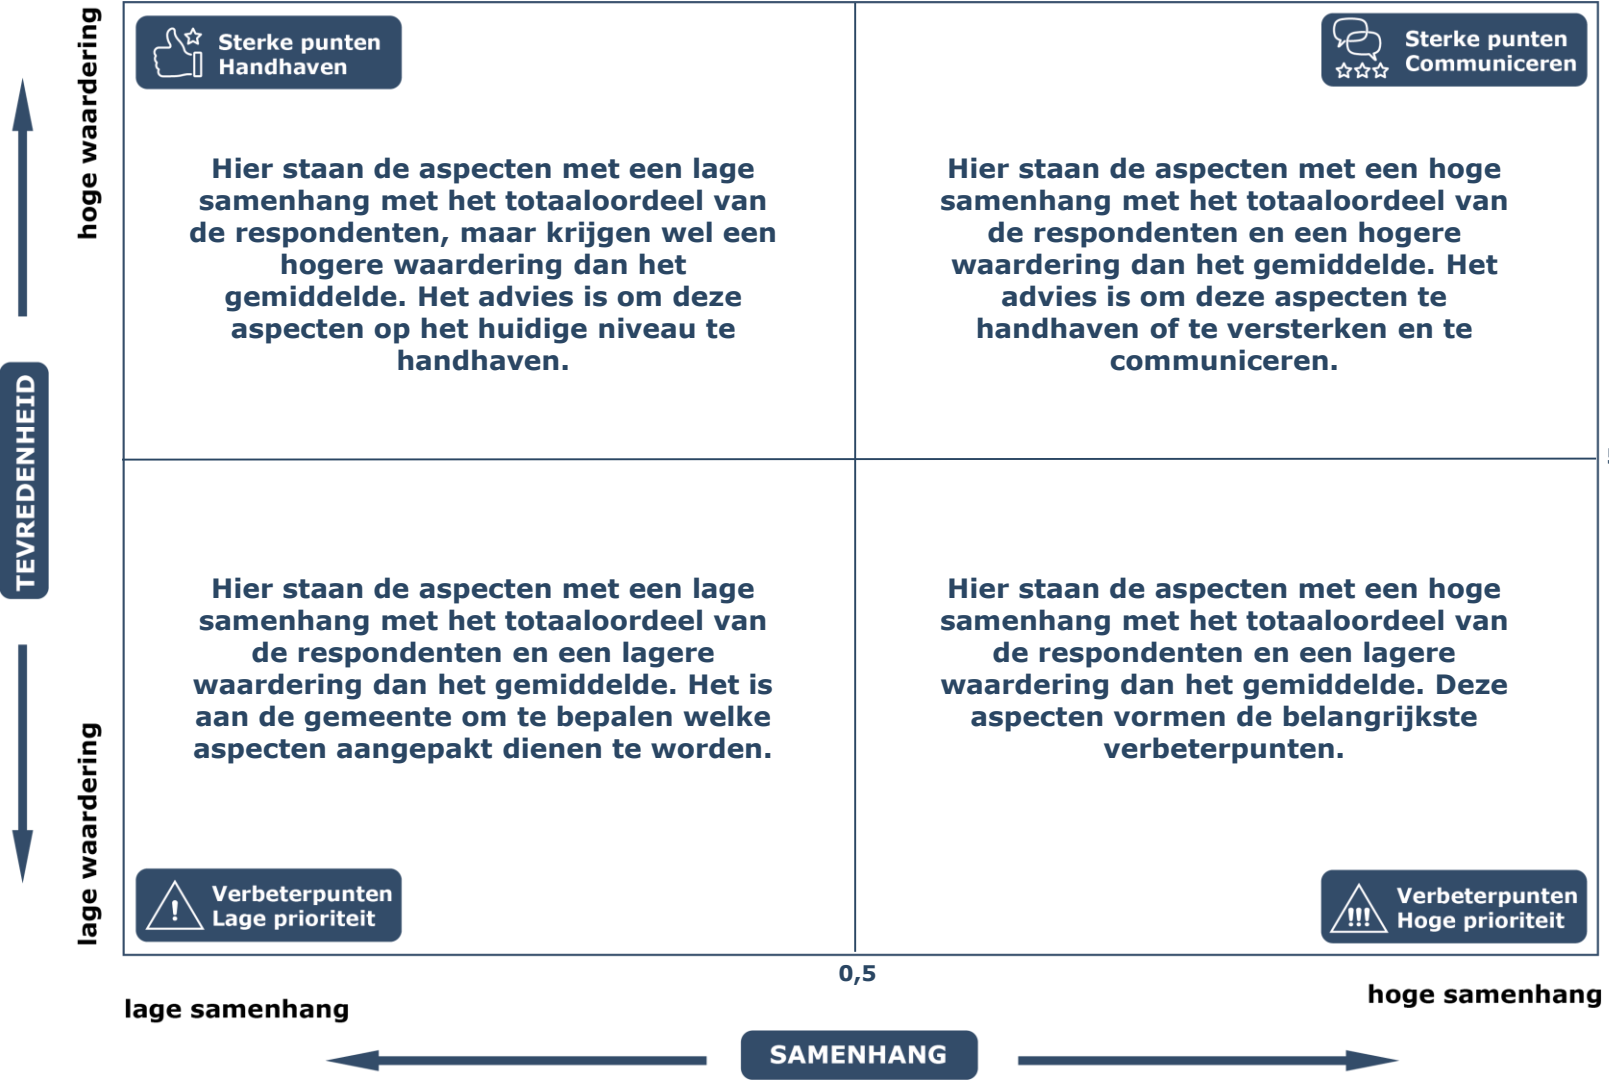 hoge waardering
Sterke punten
Handhaven
Sterke punten
Communiceren
Hier staan de aspecten met een lage
samenhang met het totaaloordeel van
de respondenten, maar krijgen wel een
hogere waardering dan het
gemiddelde. Het advies is om deze
aspecten op het huidige niveau te
handhaven.
Hier staan de aspecten met een hoge
samenhang met het totaaloordeel van
de respondenten en een hogere
waardering dan het gemiddelde. Het
advies is om deze aspecten te
handhaven of te versterken en te
communiceren.
TEVREDENHEID
Hier staan de aspecten met een lage
samenhang met het totaaloordeel van
de respondenten en een lagere
waardering dan het gemiddelde. Het is
aan de gemeente om te bepalen welke
aspecten aangepakt dienen te worden.
Hier staan de aspecten met een hoge
samenhang met het totaaloordeel van
de respondenten en een lagere
waardering dan het gemiddelde. Deze
aspecten vormen de belangrijkste
verbeterpunten.
lage waardering
!
Verbeterpunten
Lage prioriteit
!!!
Verbeterpunten
Hoge prioriteit
0,5
lage samenhang
hoge samenhang
SAMENHANG